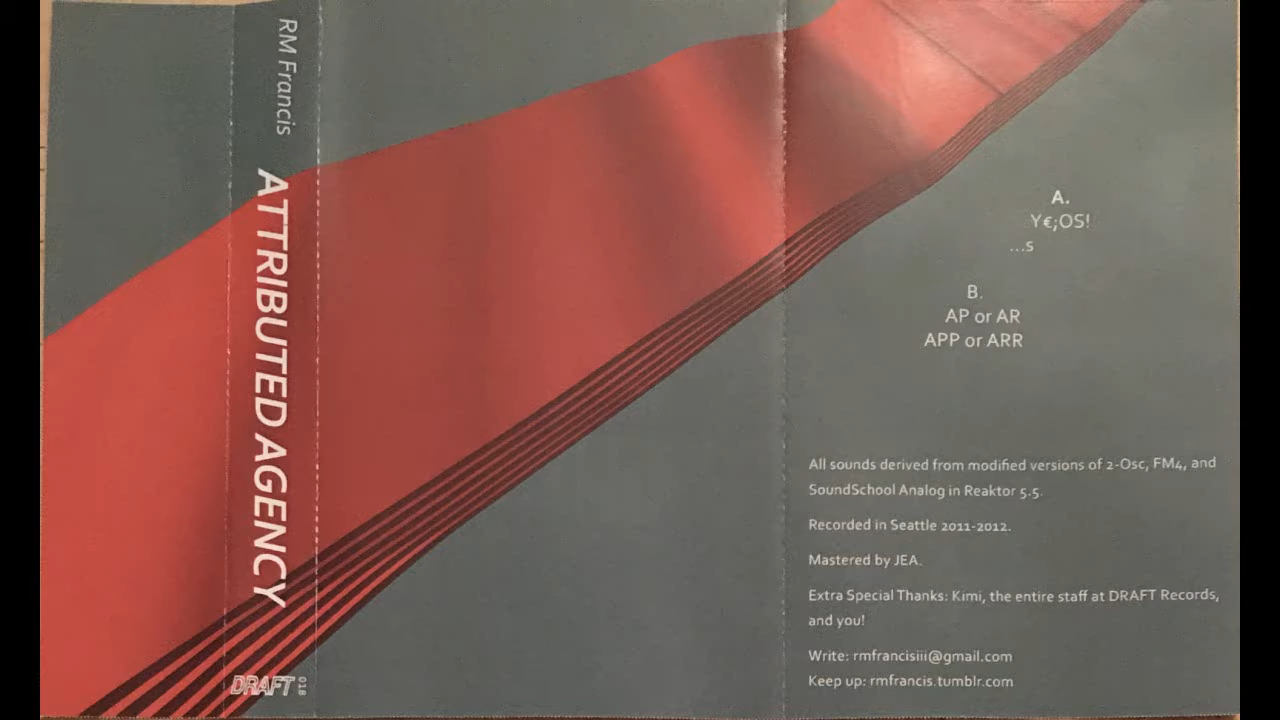 RM Francis
ATTRIBUTED AGENCY
DRAFT
018
A.
Y€;OS!
...s
B.
AP or AR
APP or ARR
All sounds derived from modified versions of 2-Osc, FM4, and
SoundSchool Analog in Reaktor 5.5.
Recorded in Seattle 2011-2012.
Mastered by JEA.
Extra Special Thanks: Kimi, the entire staff at DRAFT Records,
and you!
Write: rmfrancisiii@gmail.com
Keep up: rmfrancis.tumblr.com